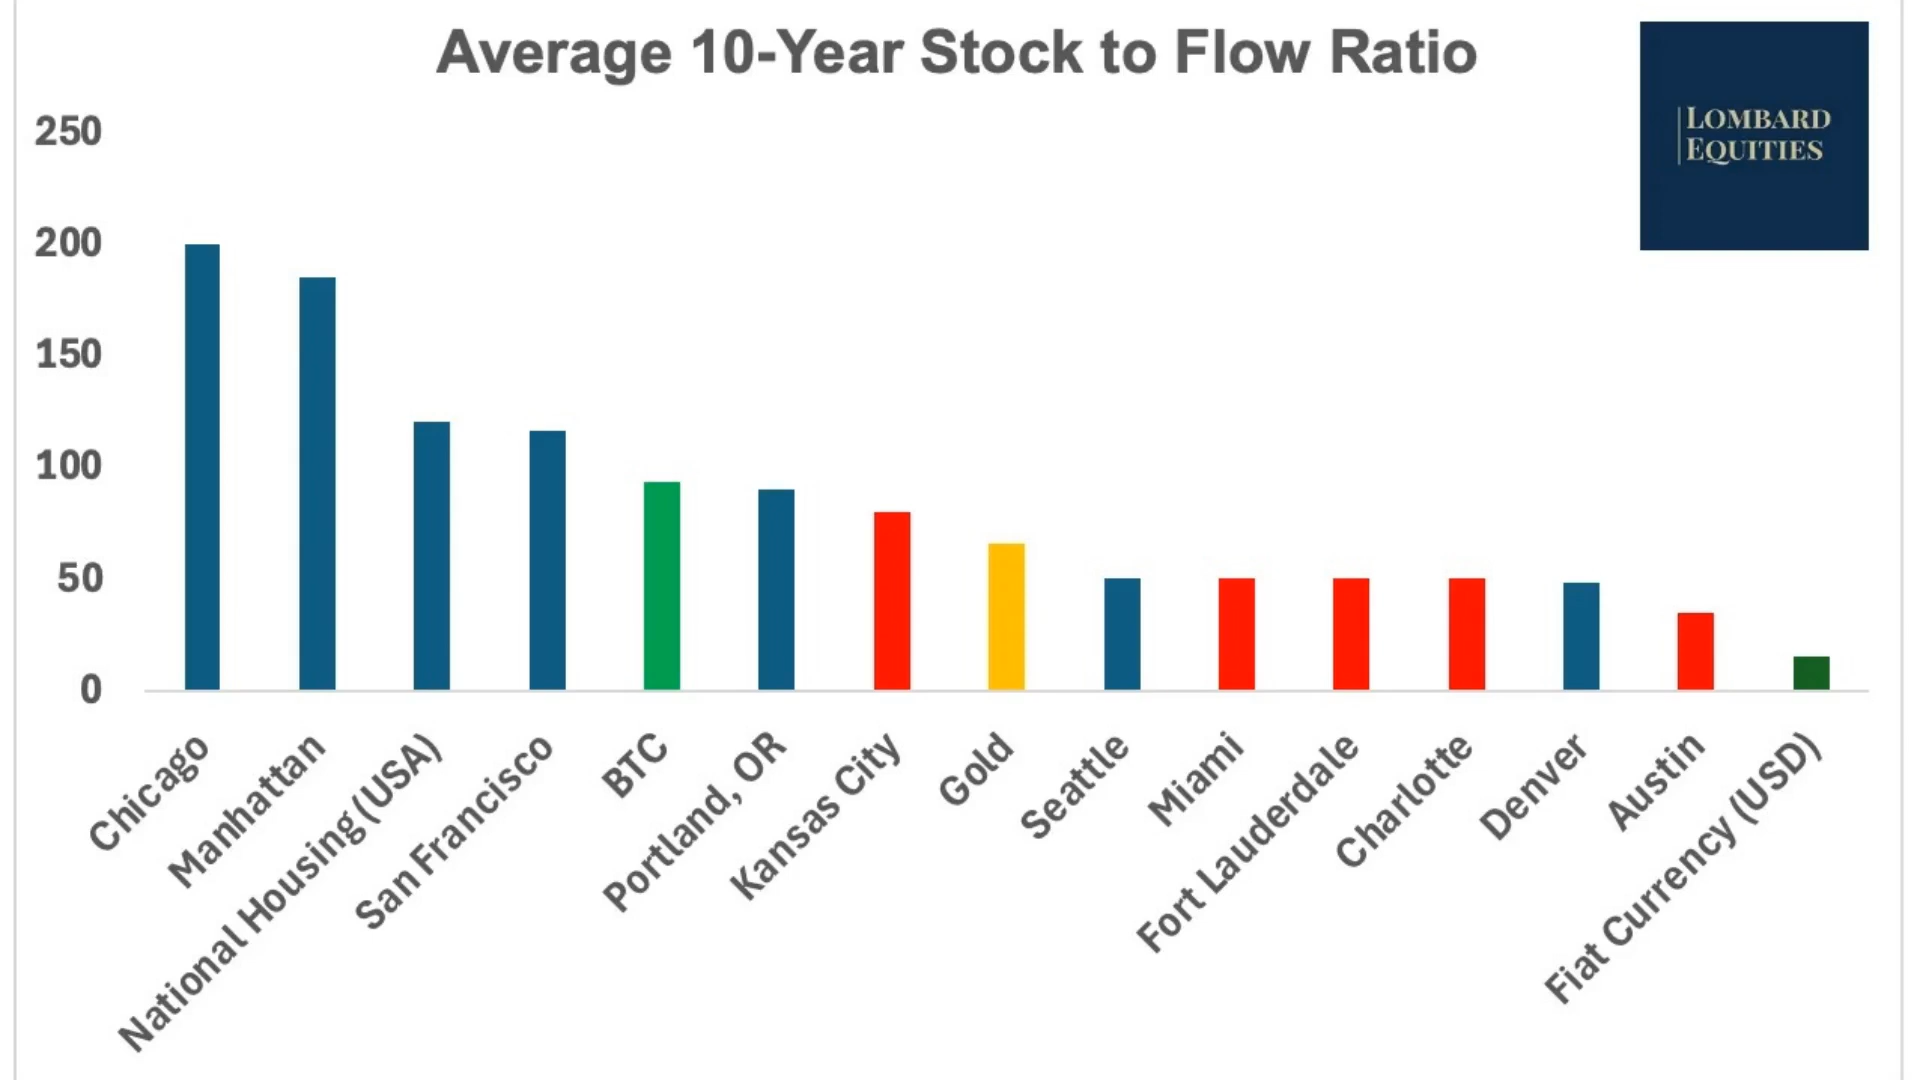 Average 10-Year Stock to Flow Ratio
LOMBARD
EQUITIES
250
200
150
100
50
0
Chicago
Manhattan
National Housing (USA)
San Francisco
BTC
Portland, OR
Kansas City
Gold
Seattle
Miami
Fort Lauderdale
Charlotte
Denver
Austin
Fiat Currency (USD)